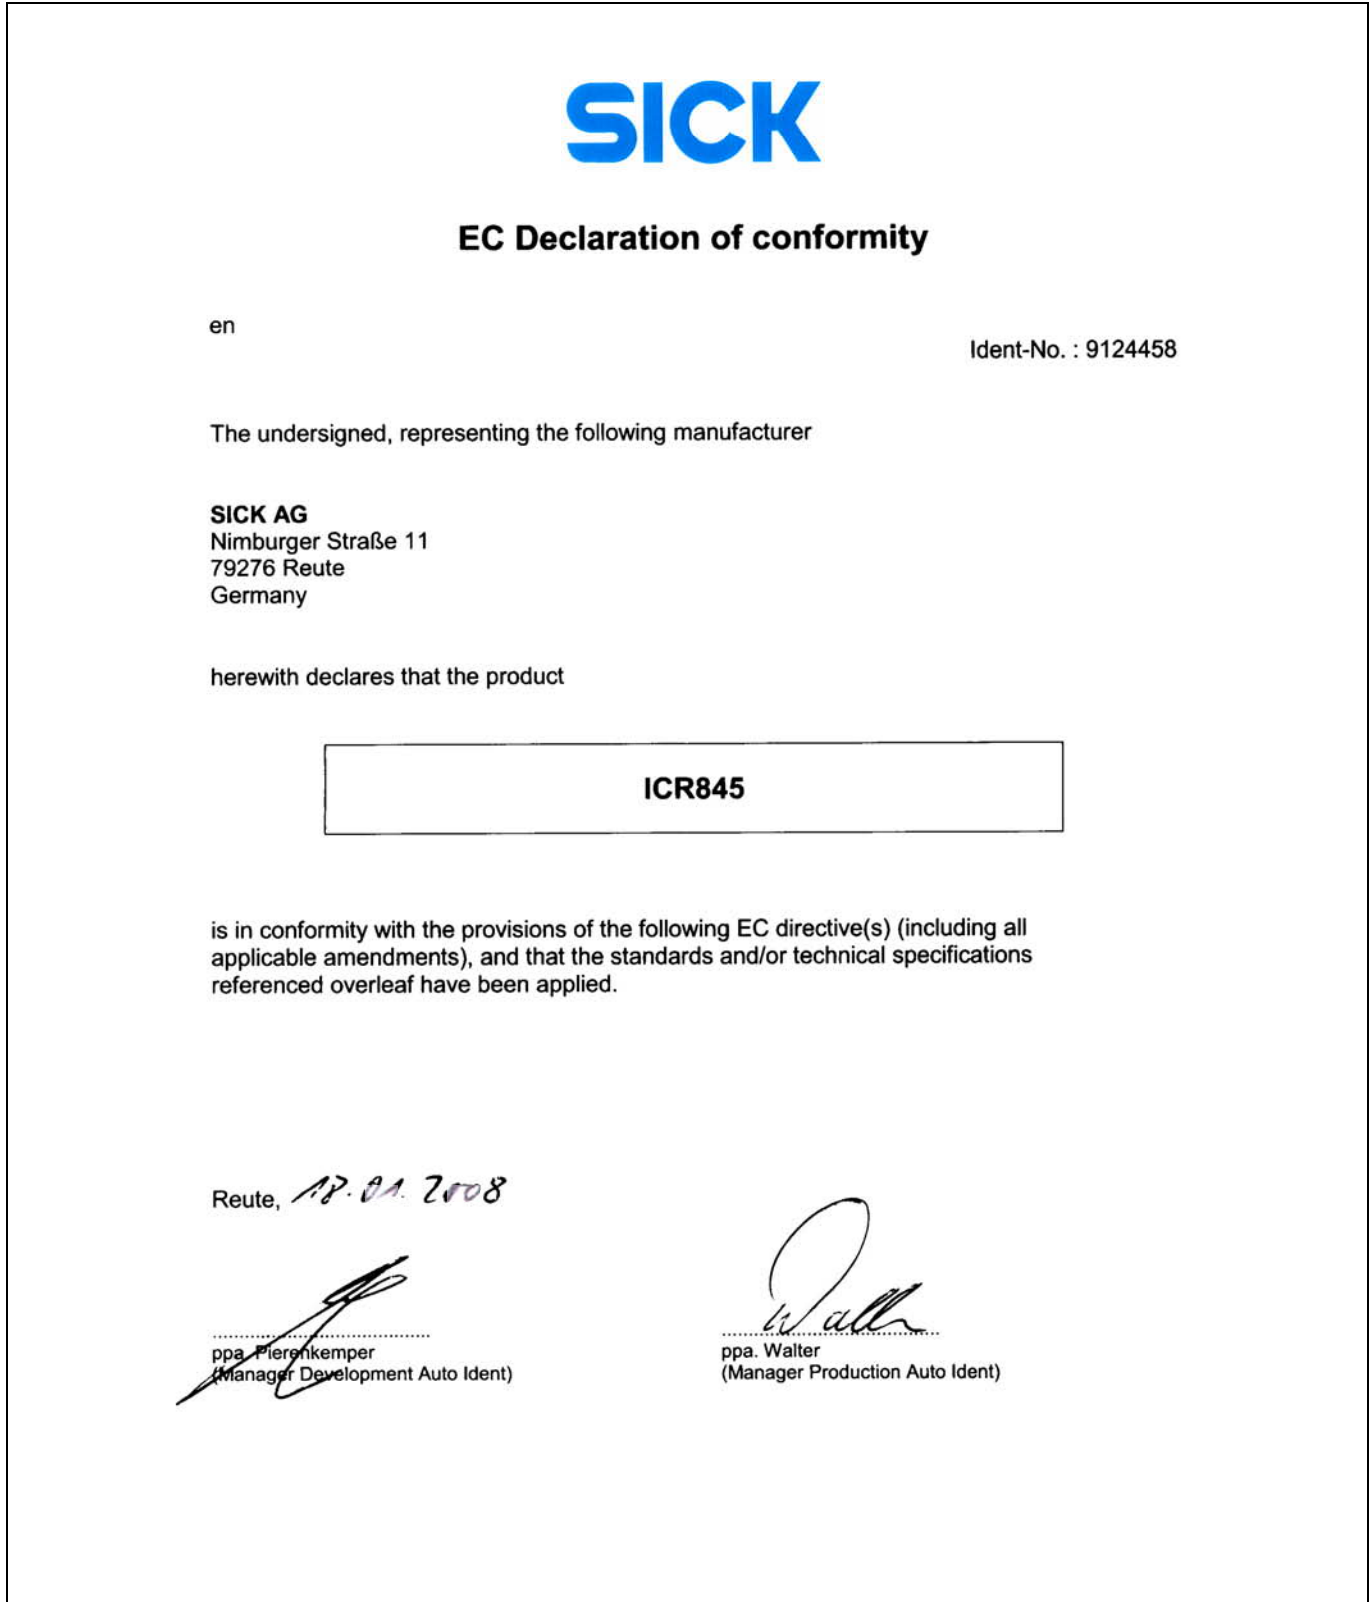 SICK
EC Declaration of conformity
en
Ident-No. : 9124458
The undersigned, representing the following manufacturer
SICK AG
Nimburger Straße 11
79276 Reute
Germany
herewith declares that the product
ICR845
is in conformity with the provisions of the following EC directive(s) (including all
applicable amendments), and that the standards and/or technical specifications
referenced overleaf have been applied.
Reute, 18.01.2008
Walter
ppa. Pierenkemper
(Manager Development Auto Ident)
ppa. Walter
(Manager Production Auto Ident)